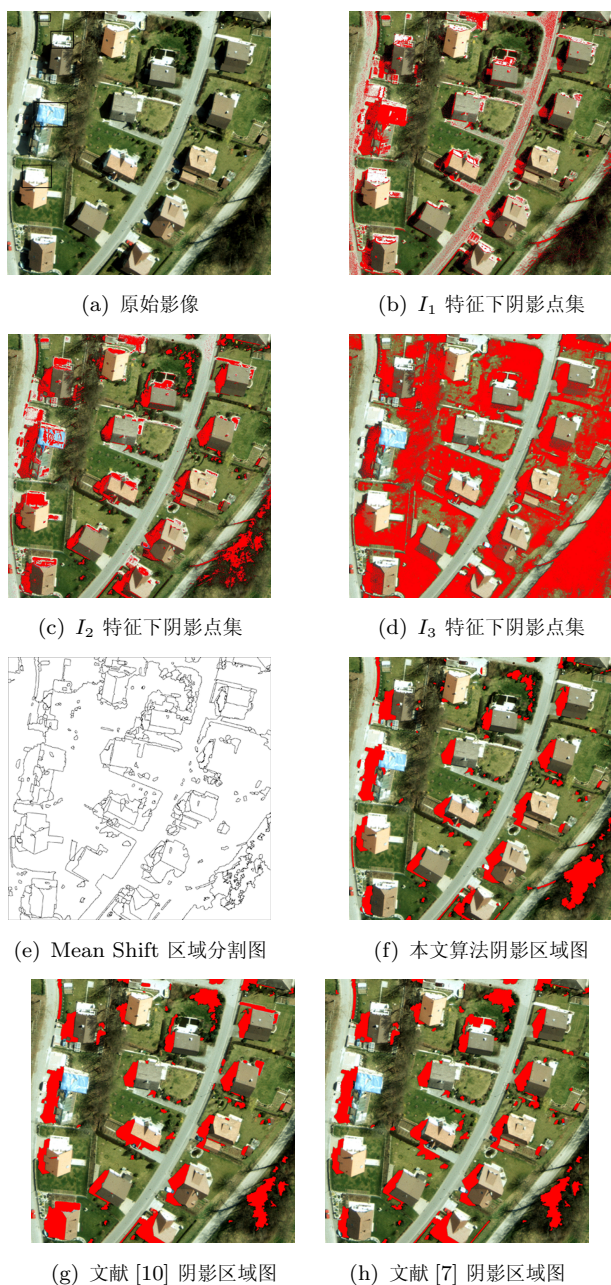 (a) 原始影像
(b) I₁ 特征下阴影点集
(c) I₂ 特征下阴影点集
(d) I₃ 特征下阴影点集
(e) Mean Shift 区域分割图
(f) 本文算法阴影区域图
(g) 文献 [10] 阴影区域图
(h) 文献 [7] 阴影区域图